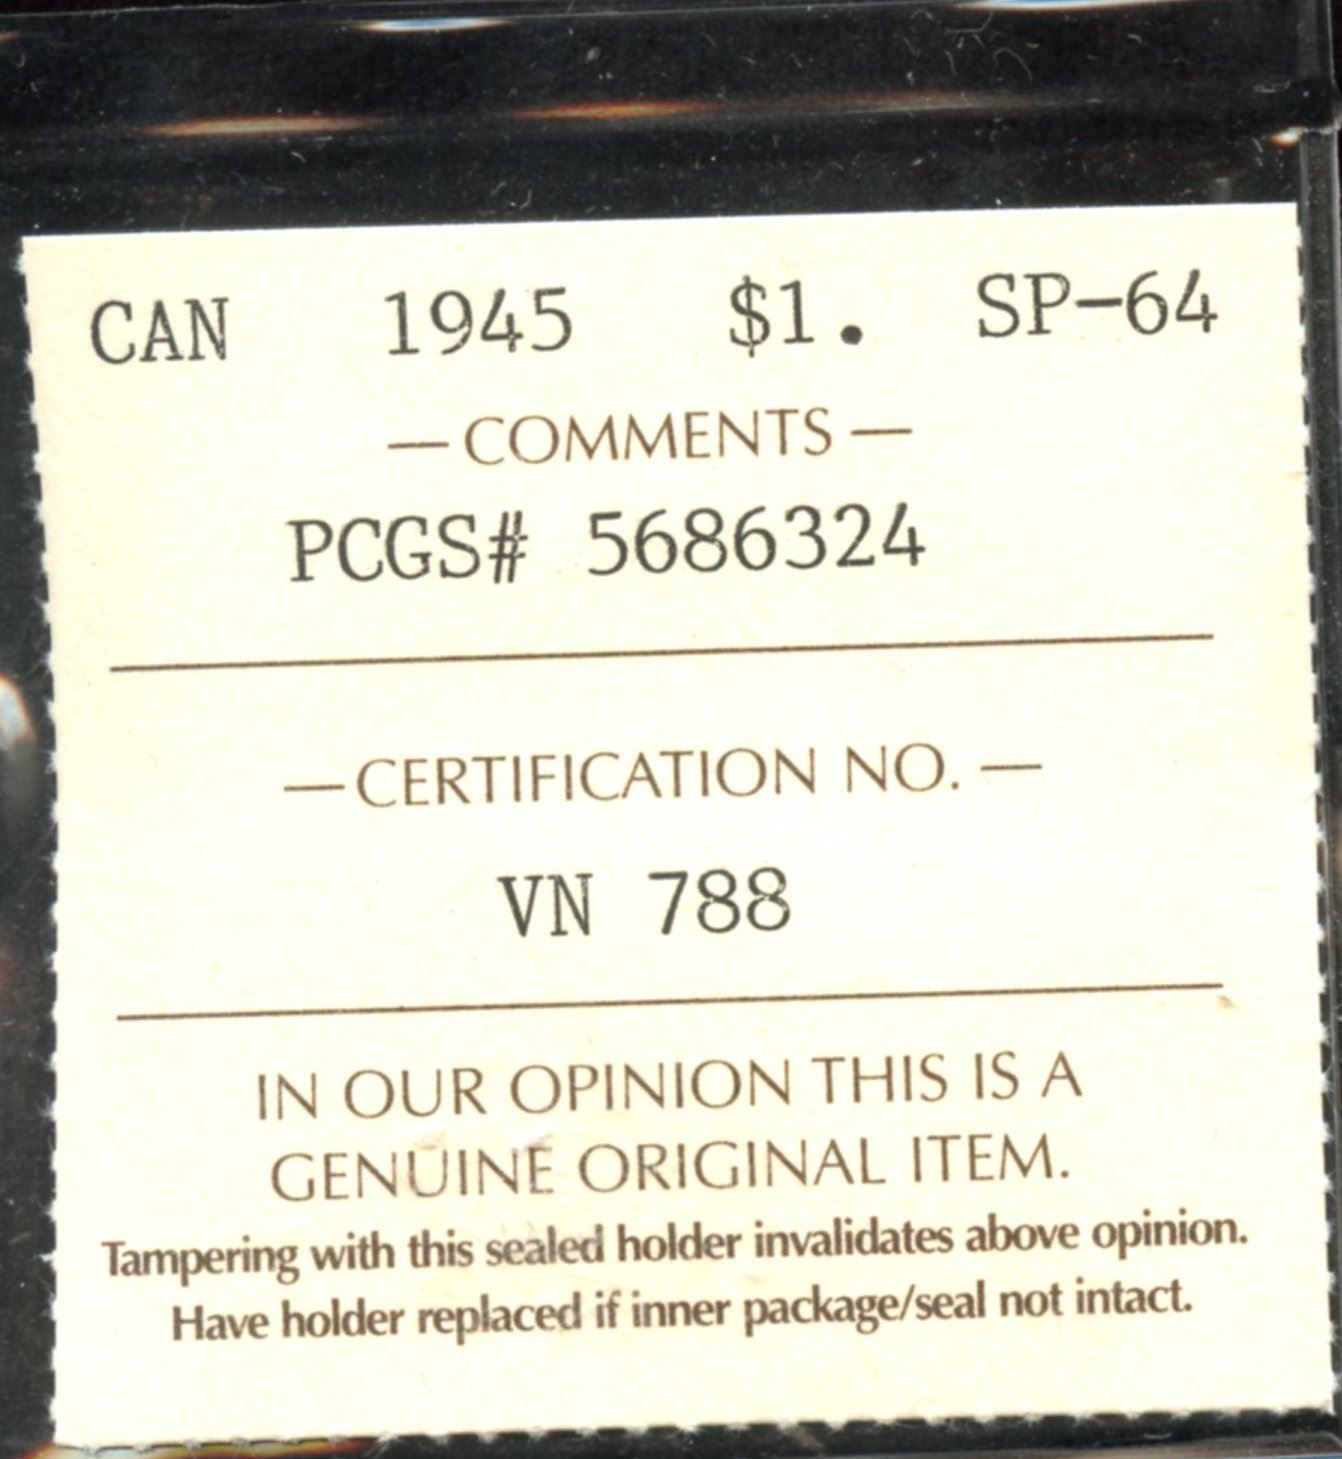 CAN 1945 $1. SP-64
— COMMENTS —
PCGS# 5686324
— CERTIFICATION NO. —
VN 788
IN OUR OPINION THIS IS A
GENUINE ORIGINAL ITEM.
Tampering with this sealed holder invalidates above opinion.
Have holder replaced if inner package/seal not intact.